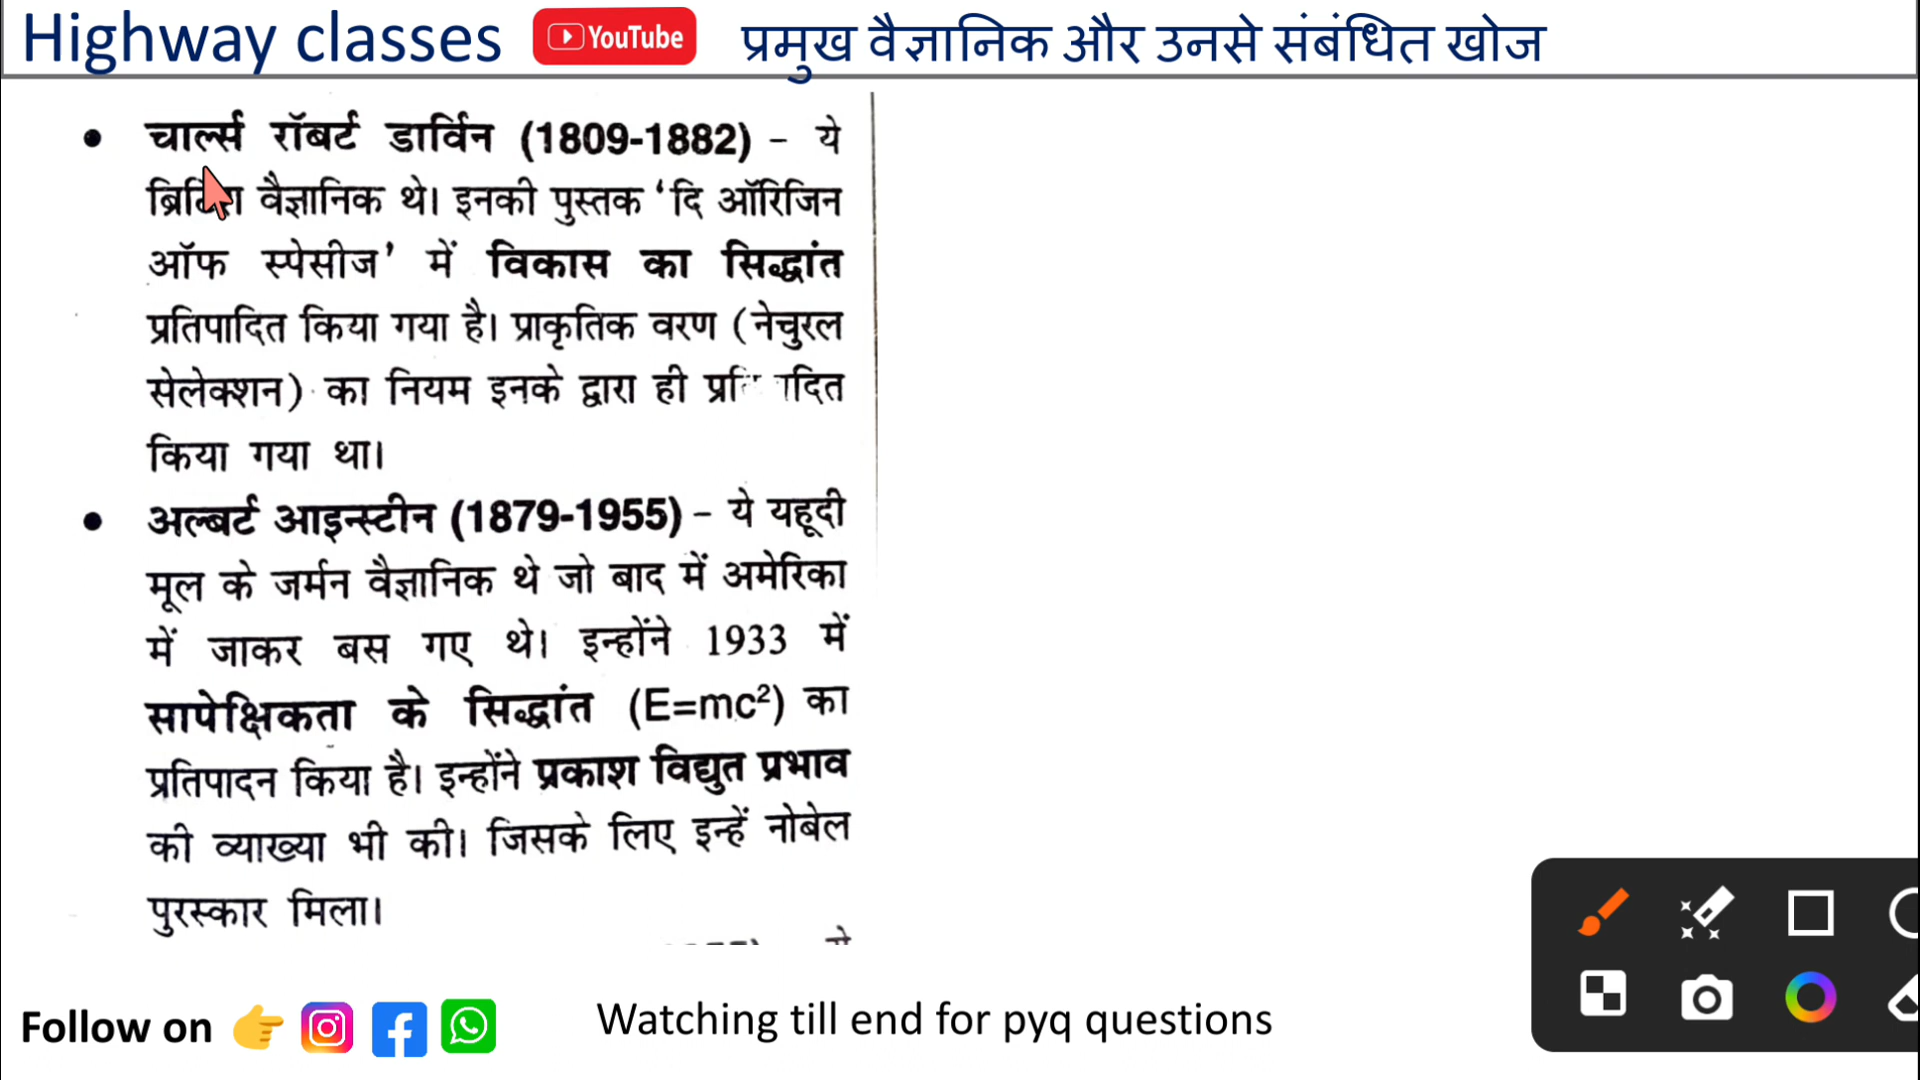 Highway classes YouTube प्रमुख वैज्ञानिक और उनसे संबंधित खोज
• चार्ल्स रॉबर्ट डार्विन (1809-1882) – ये
ब्रिटिश वैज्ञानिक थे। इनकी पुस्तक ‘दि ऑरिजिन
ऑफ स्पेसीज’ में विकास का सिद्धांत
प्रतिपादित किया गया है। प्राकृतिक वरण (नेचुरल
सेलेक्शन) का नियम इनके द्वारा ही प्रतिपादित
किया गया था।
• अल्बर्ट आइन्स्टीन (1879-1955) – ये यहूदी
मूल के जर्मन वैज्ञानिक थे जो बाद में अमेरिका
में जाकर बस गए थे। इन्होंने 1933 में
सापेक्षिकता के सिद्धांत (E=mc²) का
प्रतिपादन किया है। इन्होंने प्रकाश विद्युत प्रभाव
की व्याख्या भी की। जिसके लिए इन्हें नोबेल
पुरस्कार मिला।
Follow on Watching till end for pyq questions